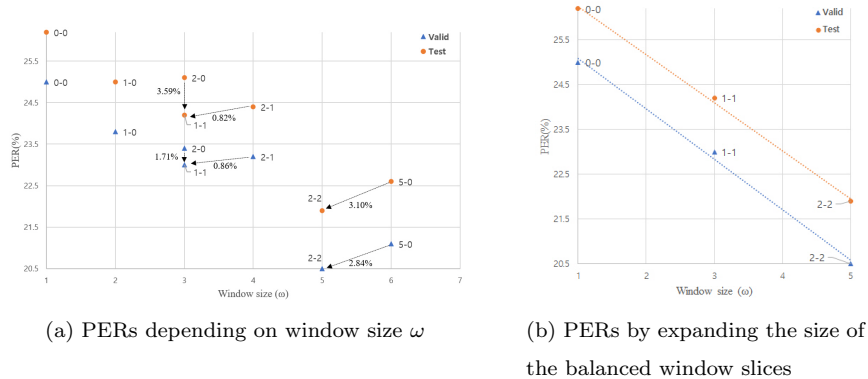 Valid
Test
0-0
25.5
0-0
1-0
2-0
3.59%
24.5
2-1
0.82%
1-1
1-0
23.5
2-0
1.71%
2-1
0.86%
1-1
22.5
5-0
2-2
3.10%
21.5
5-0
2-2
2.84%
20.5
PER(%)
1 2 3 4 5 6 7
Window size (ω)
(a) PERs depending on window size ω
0-0
Valid
Test
25.5
0-0
24.5
1-1
23.5
1-1
22.5
2-2
21.5
2-2
20.5
PER(%)
1 2 3 4 5
Window size (ω)
(b) PERs by expanding the size of
the balanced window slices